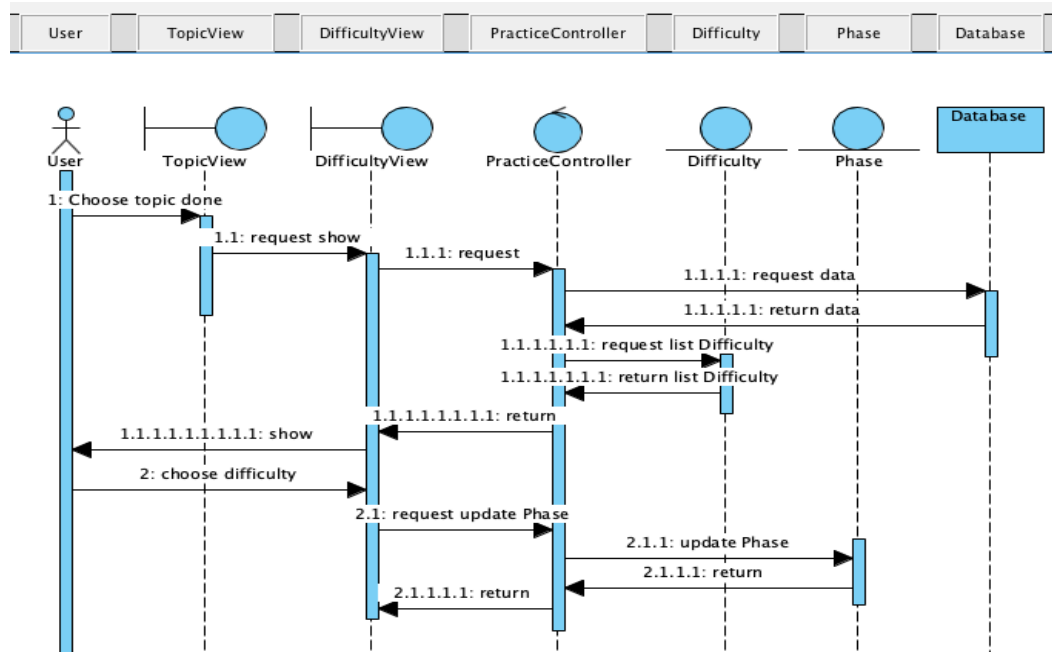 User TopicView DifficultyView PracticeController Difficulty Phase Database
Database
User TopicView DifficultyView PracticeController Difficulty Phase
1: Choose topic done
1.1: request show
1.1.1: request
1.1.1.1: request data
1.1.1.1.1: return data
1.1.1.1.1.1: request list Difficulty
1.1.1.1.1.1.1: return list Difficulty
1.1.1.1.1.1.1.1: return
1.1.1.1.1.1.1.1.1: show
2: choose difficulty
2.1: request update Phase
2.1.1: update Phase
2.1.1.1: return
2.1.1.1.1: return